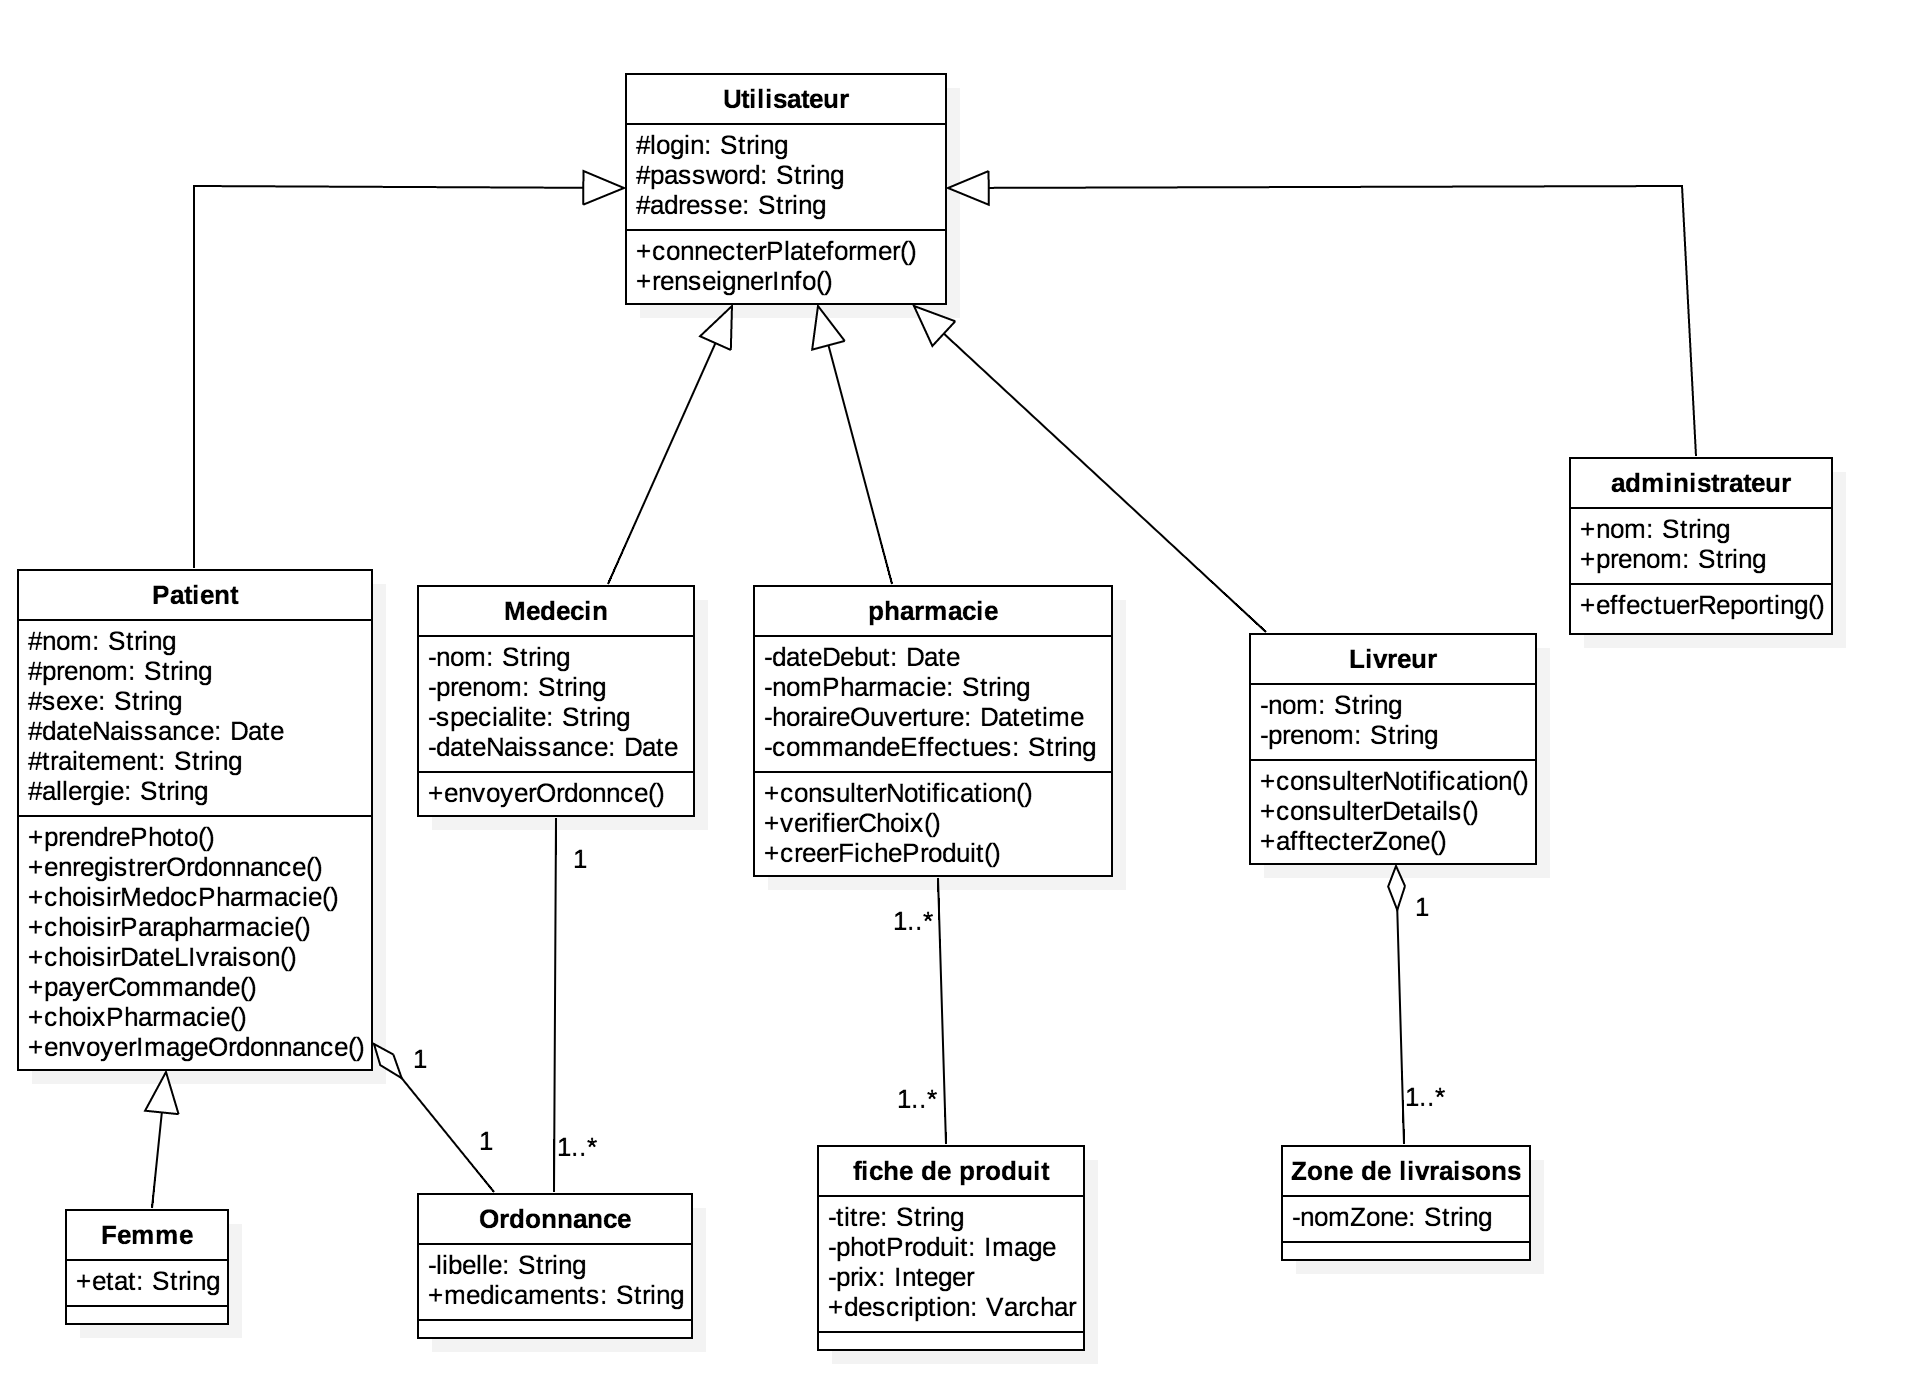 Utilisateur
#login: String
#password: String
#adresse: String
+connecterPlateformer()
+renseignerInfo()
administrateur
+nom: String
+prenom: String
+effectuerReporting()
Patient
#nom: String
#prenom: String
#sexe: String
#dateNaissance: Date
#traitement: String
#allergie: String
+prendrePhoto()
+enregistrerOrdonnance()
+choisirMedocPharmacie()
+choisirParapharmacie()
+choisirDateLIvraison()
+payerCommande()
+choixPharmacie()
+envoyerImageOrdonnance()
Medecin
-nom: String
-prenom: String
-specialite: String
-dateNaissance: Date
+envoyerOrdonnce()
pharmacie
-dateDebut: Date
-nomPharmacie: String
-horaireOuverture: Datetime
-commandeEffectues: String
+consulterNotification()
+verifierChoix()
+creerFicheProduit()
Livreur
-nom: String
-prenom: String
+consulterNotification()
+consulterDetails()
+afftecterZone()
1
1
1
1..*
1..*
1..*
1
1..*
Femme
+etat: String
Ordonnance
-libelle: String
+medicaments: String
fiche de produit
-titre: String
-photProduit: Image
-prix: Integer
+description: Varchar
Zone de livraisons
-nomZone: String